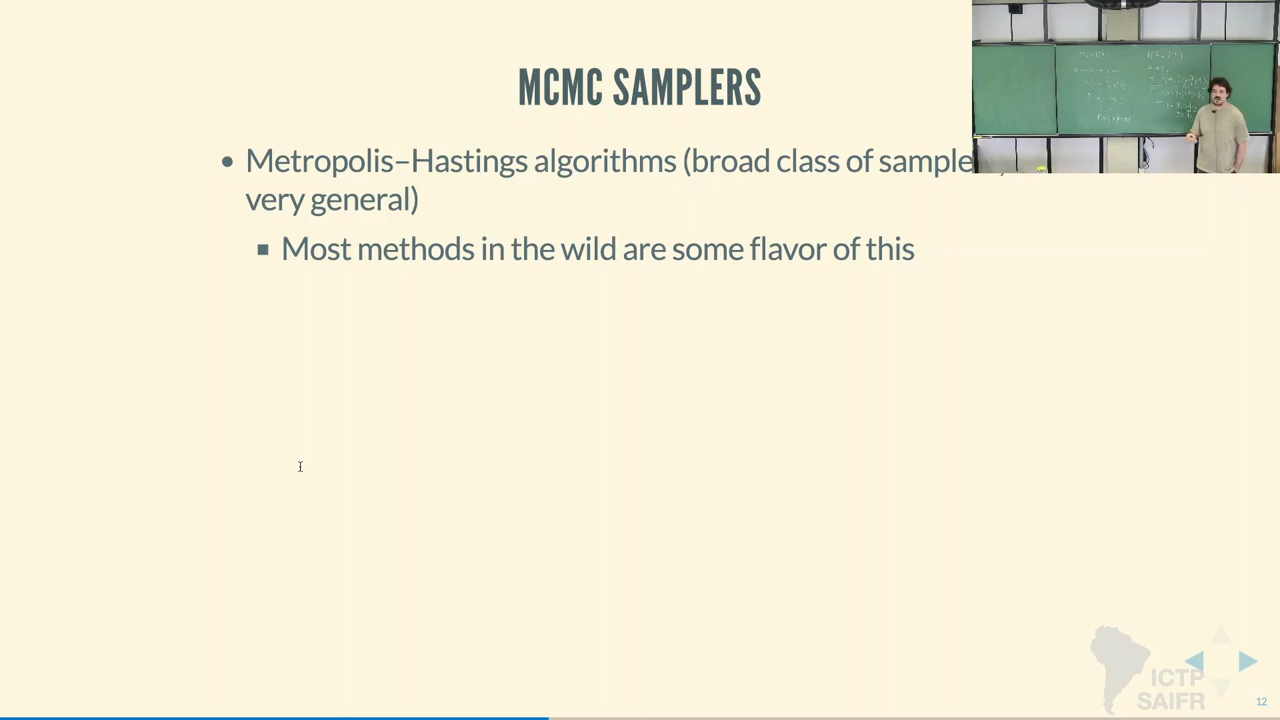 MCMC SAMPLERS
• Metropolis–Hastings algorithms (broad class of sample
very general)
▪ Most methods in the wild are some flavor of this
ICTP
SAIFR
12